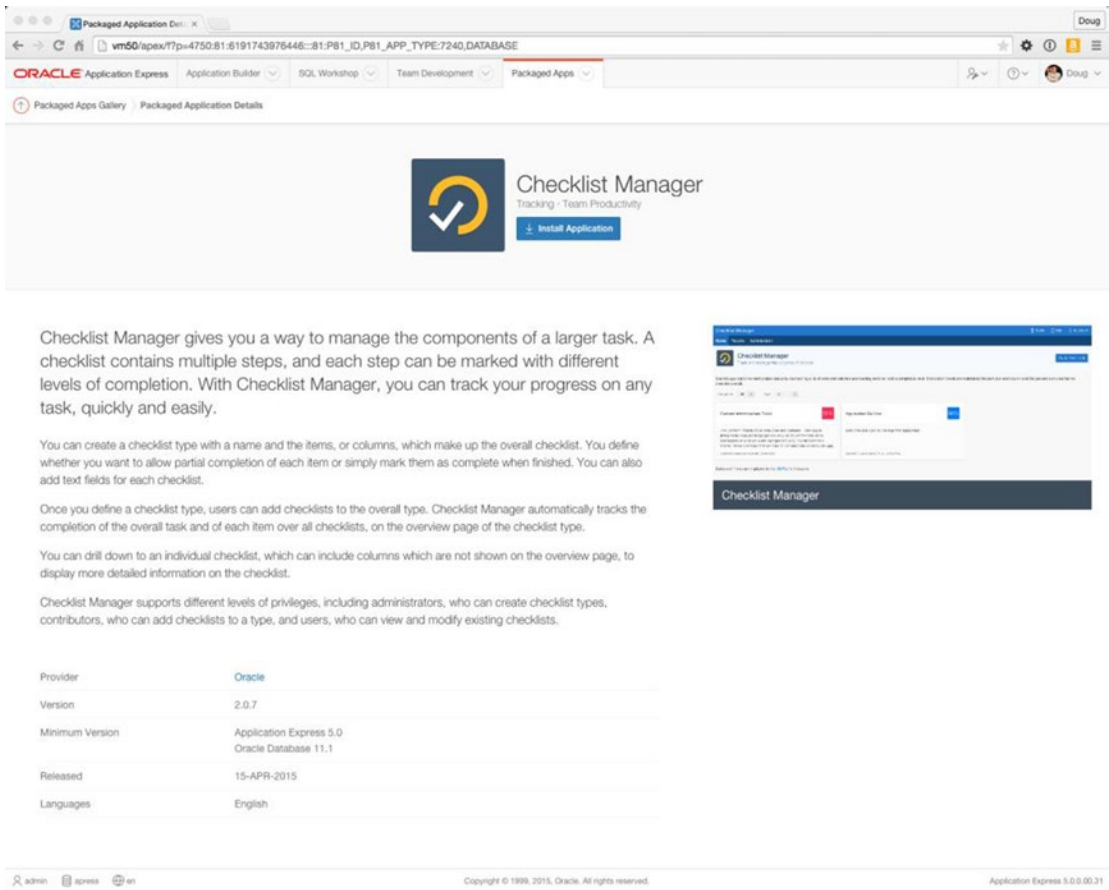 Packaged Application Det
Doug
vm50/apex/f?p=4750:81:6191743976446:::81:P81_ID,P81_APP_TYPE:7240,DATABASE
ORACLE Application Express
Application Builder
SQL Workshop
Team Development
Packaged Apps
Doug
Packaged Apps Gallery
Packaged Application Details
Checklist Manager
Tracking - Team Productivity
Install Application
Checklist Manager gives you a way to manage the components of a larger task. A
checklist contains multiple steps, and each step can be marked with different
levels of completion. With Checklist Manager, you can track your progress on any
task, quickly and easily.
You can create a checklist type with a name and the items, or columns, which make up the overall checklist. You define
whether you want to allow partial completion of each item or simply mark them as complete when finished. You can also
add text fields for each checklist.
Once you define a checklist type, users can add checklists to the overall type. Checklist Manager automatically tracks the
completion of the overall task and of each item over all checklists, on the overview page of the checklist type.
You can drill down to an individual checklist, which can include columns which are not shown on the overview page, to
display more detailed information on the checklist.
Checklist Manager supports different levels of privileges, including administrators, who can create checklist types,
contributors, who can add checklists to a type, and users, who can view and modify existing checklists.
Checklist Manager
Checklist Manager
Checklist Manager
Provider
Oracle
Version
2.0.7
Minimum Version
Application Express 5.0
Oracle Database 11.1
Released
15-APR-2015
Languages
English
admin
apress
en
Copyright © 1999, 2015, Oracle. All rights reserved.
Application Express 5.0.0.00.31